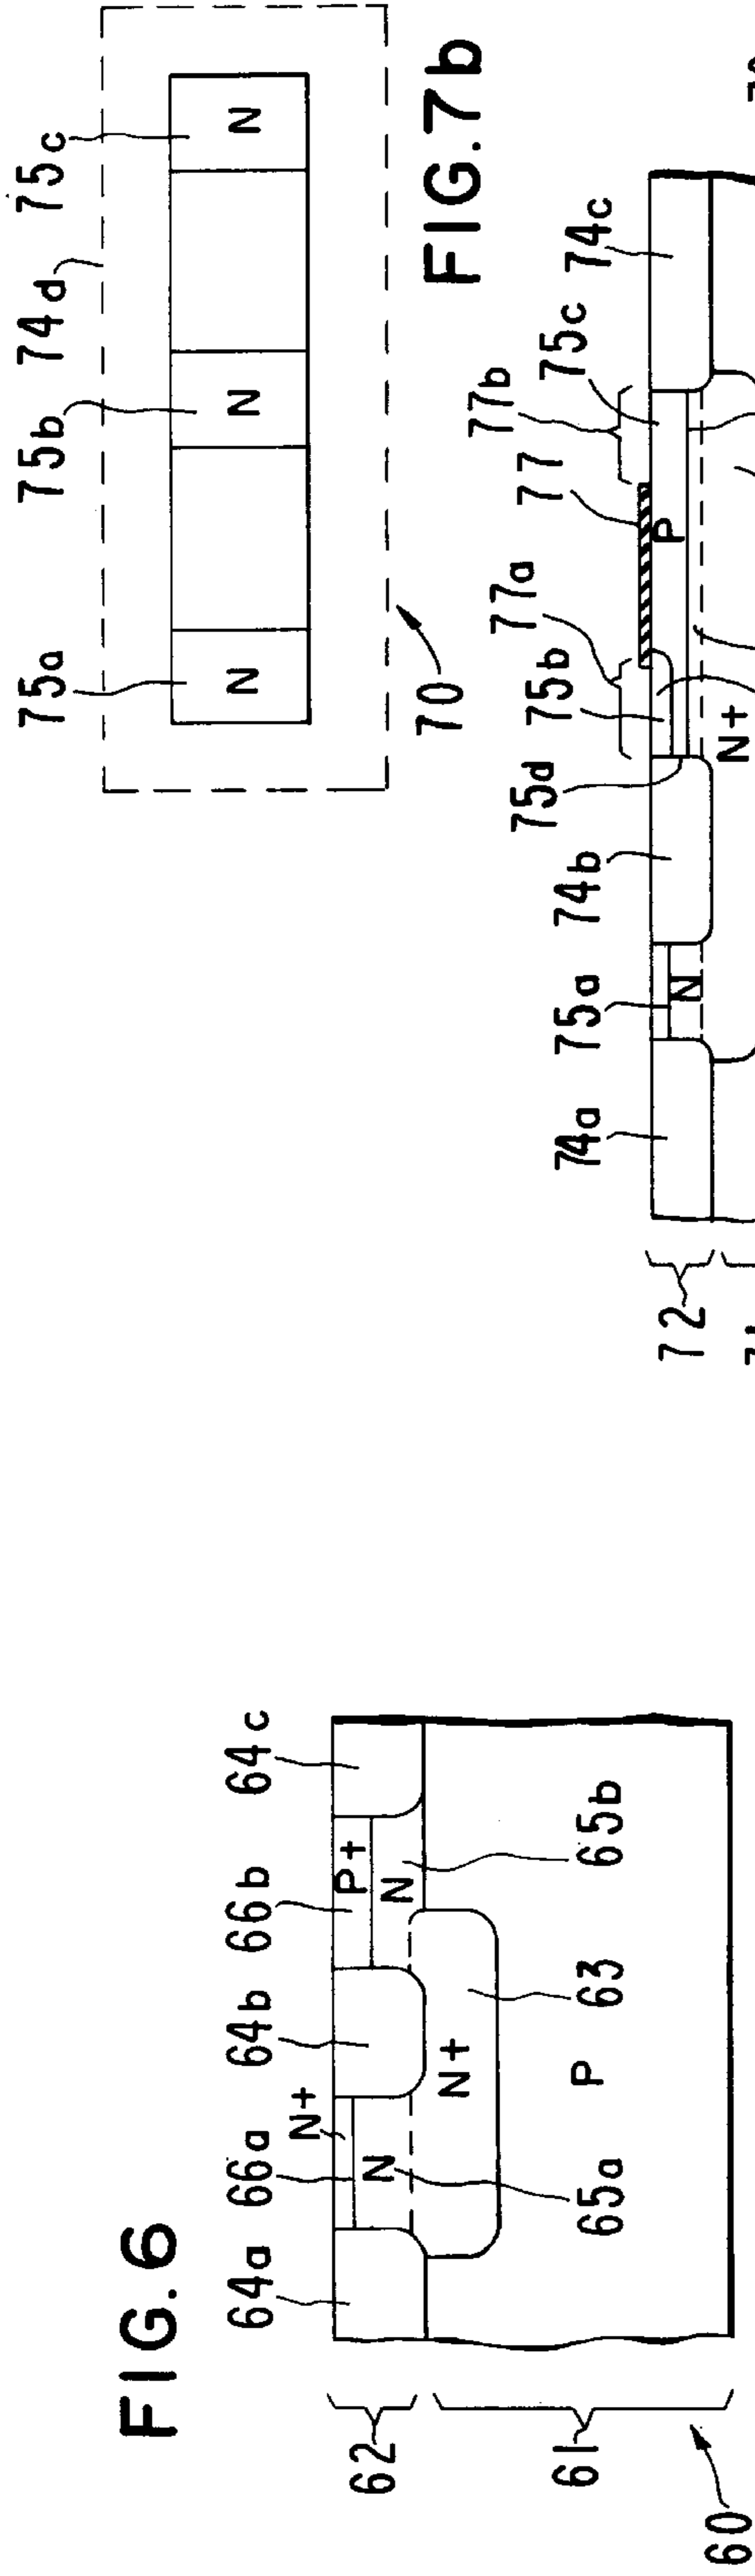 FIG. 6
64a 66a N+ 64b 66b 64c
P+
N N
62
N+
65a 63 65b
P
61
60
75a 75b 74d 75c
N N N
70
FIG. 7b
77a 77 77b
74a 75a 74b 75d 75b 75c 74c
P
N
N+
72